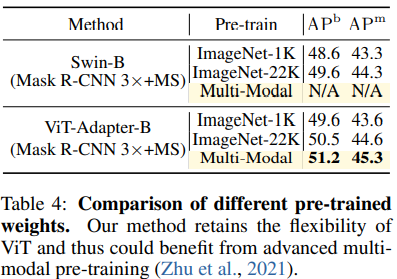 Method Pre-train APᵇ APᵐ
Swin-B
(Mask R-CNN 3×+MS)
ImageNet-1K 48.6 43.3
ImageNet-22K 49.6 44.3
Multi-Modal N/A N/A
ViT-Adapter-B
(Mask R-CNN 3×+MS)
ImageNet-1K 49.6 43.6
ImageNet-22K 50.5 44.6
Multi-Modal 51.2 45.3
Table 4: Comparison of different pre-trained
weights. Our method retains the flexibility of
ViT and thus could benefit from advanced multi-
modal pre-training (Zhu et al., 2021).